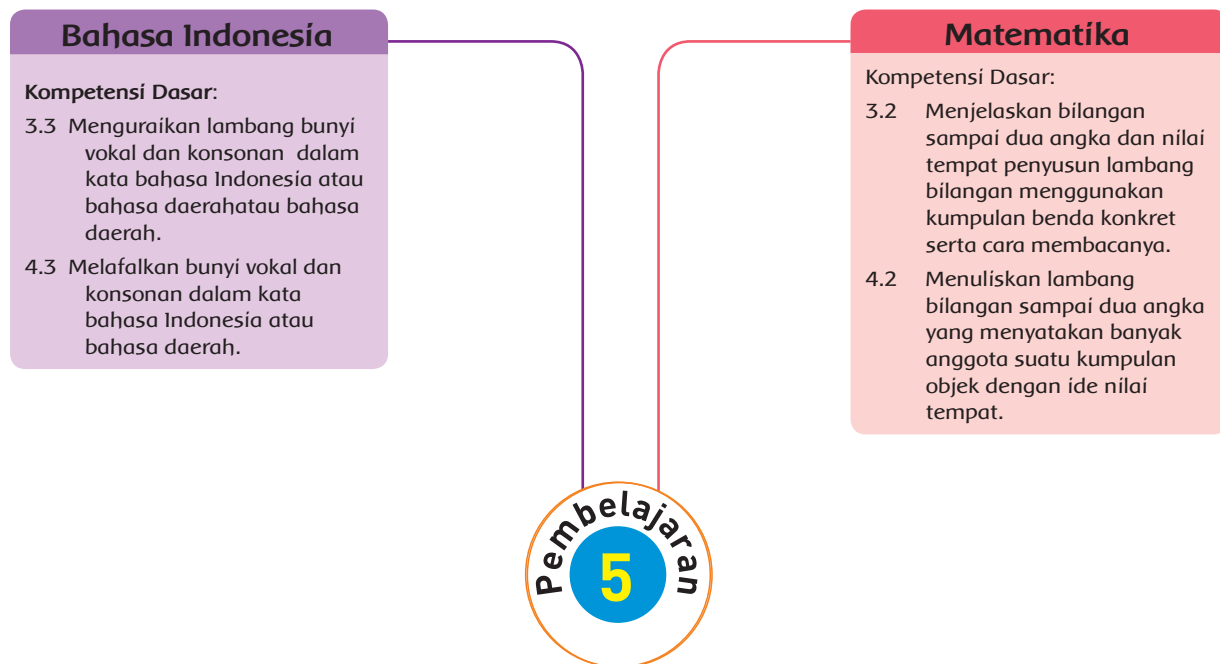 Bahasa Indonesia
Kompetensi Dasar:
3.3 Menguraikan lambang bunyi
vokal dan konsonan dalam
kata bahasa Indonesia atau
bahasa daerahatau bahasa
daerah.
4.3 Melafalkan bunyi vokal dan
konsonan dalam kata
bahasa Indonesia atau
bahasa daerah.
Matematika
Kompetensi Dasar:
3.2 Menjelaskan bilangan
sampai dua angka dan nilai
tempat penyusun lambang
bilangan menggunakan
kumpulan benda konkret
serta cara membacanya.
4.2 Menuliskan lambang
bilangan sampai dua angka
yang menyatakan banyak
anggota suatu kumpulan
objek dengan ide nilai
tempat.
Pembelajaran
5